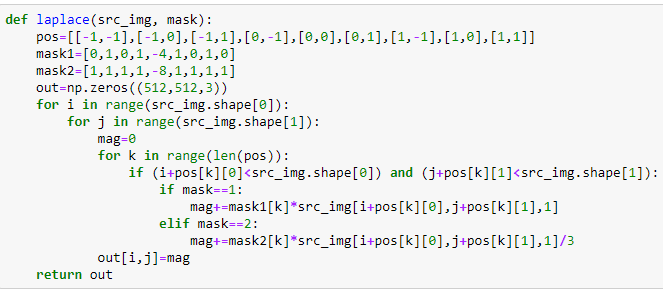 def laplace(src_img, mask):
    pos=[[-1,-1],[-1,0],[-1,1],[0,-1],[0,0],[0,1],[1,-1],[1,0],[1,1]]
    mask1=[0,1,0,1,-4,1,0,1,0]
    mask2=[1,1,1,1,-8,1,1,1,1]
    out=np.zeros((512,512,3))
    for i in range(src_img.shape[0]):
        for j in range(src_img.shape[1]):
            mag=0
            for k in range(len(pos)):
                if (i+pos[k][0]<src_img.shape[0]) and (j+pos[k][1]<src_img.shape[1]):
                    if mask==1:
                        mag+=mask1[k]*src_img[i+pos[k][0],j+pos[k][1],1]
                    elif mask==2:
                        mag+=mask2[k]*src_img[i+pos[k][0],j+pos[k][1],1]/3
            out[i,j]=mag
    return out